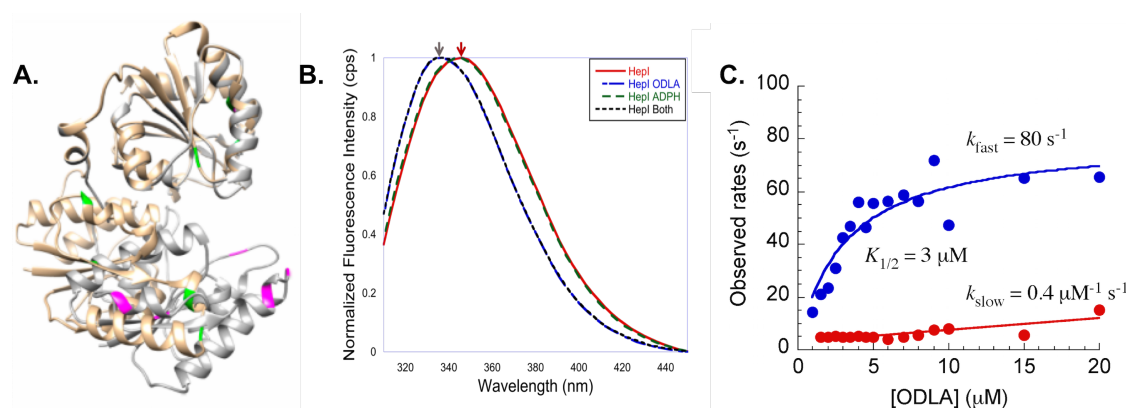 A.
B.
Normalized Fluorescence Intensity (cps)
1
0.8
0.6
0.4
0.2
0
320 340 360 380 400 420 440
Wavelength (nm)
HepI
HepI ODLA
HepI ADPH
HepI Both
C.
Observed rates (s⁻¹)
100
80
60
40
20
0
0 5 10 15 20
[ODLA] (μM)
k_fast = 80 s⁻¹
K_1/2 = 3 μM
k_slow = 0.4 μM⁻¹ s⁻¹